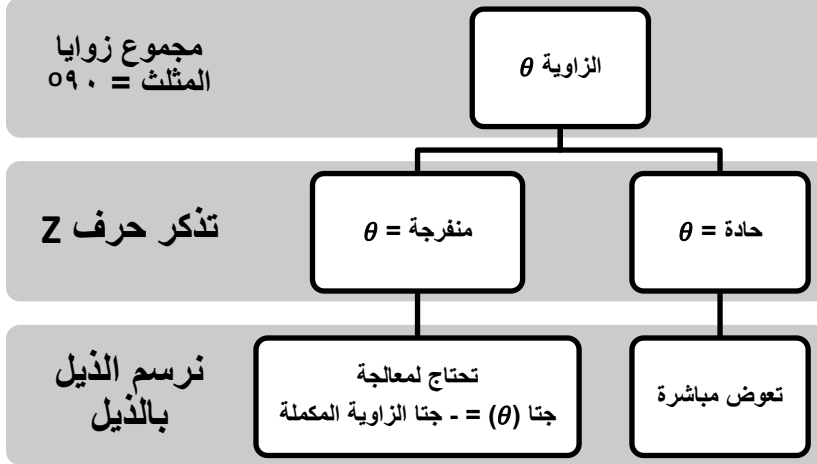 مجموع زوايا
المثلث = ٩٠°
الزاوية θ
تذكر حرف Z
منفرجة = θ
حادة = θ
نرسم الذيل
بالذيل
تحتاج لمعالجة
جتا (θ) = - جتا الزاوية المكملة
تعوض مباشرة